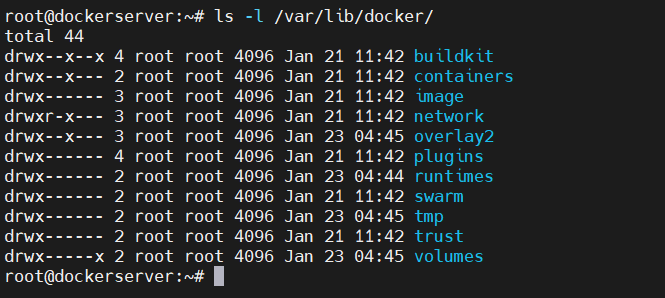 root@dockerserver:~# ls -l /var/lib/docker/
total 44
drwx--x--x 4 root root 4096 Jan 21 11:42 buildkit
drwx--x--- 2 root root 4096 Jan 21 11:42 containers
drwx------ 3 root root 4096 Jan 21 11:42 image
drwxr-x--- 3 root root 4096 Jan 21 11:42 network
drwx--x--- 3 root root 4096 Jan 23 04:45 overlay2
drwx------ 4 root root 4096 Jan 21 11:42 plugins
drwx------ 2 root root 4096 Jan 23 04:44 runtimes
drwx------ 2 root root 4096 Jan 21 11:42 swarm
drwx------ 2 root root 4096 Jan 23 04:45 tmp
drwx------ 2 root root 4096 Jan 21 11:42 trust
drwx-----x 2 root root 4096 Jan 23 04:45 volumes
root@dockerserver:~#